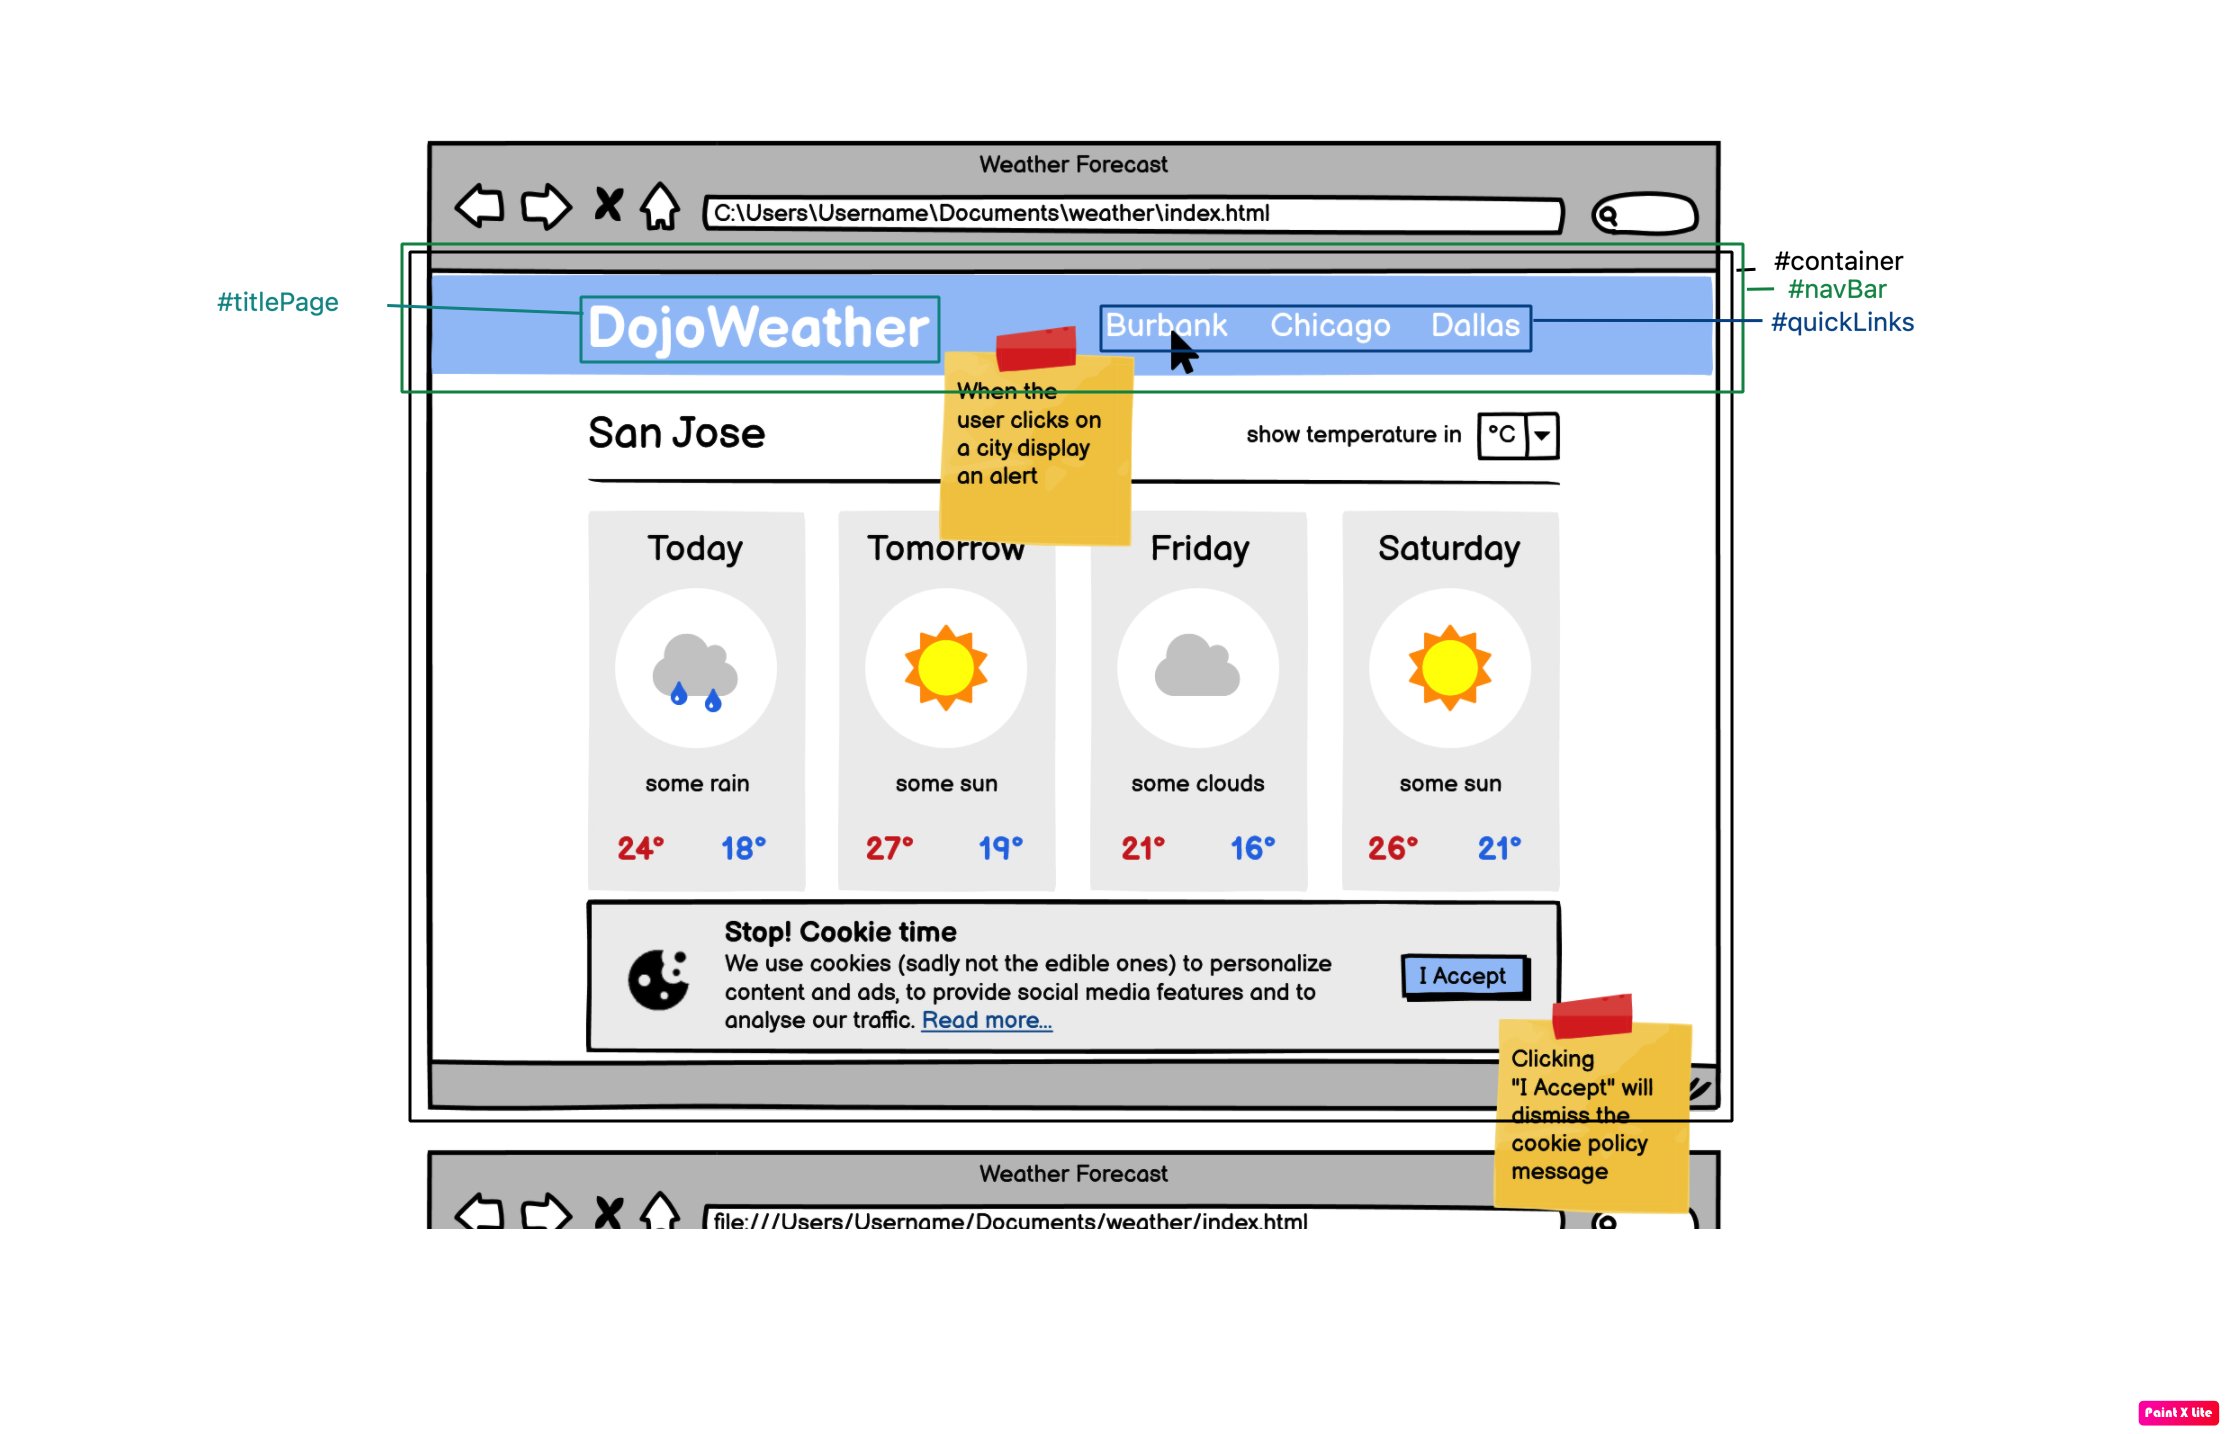 Weather Forecast
C:\Users\Username\Documents\weather\index.html
#container
#navBar
#titlePage
DojoWeather
Burbank Chicago Dallas
#quickLinks
When the
user clicks on
a city display
an alert
San Jose
show temperature in °C
Today Tomorrow Friday Saturday
some rain some sun some clouds some sun
24° 18° 27° 19° 21° 16° 26° 21°
Stop! Cookie time
We use cookies (sadly not the edible ones) to personalize
content and ads, to provide social media features and to
analyse our traffic. Read more...
I Accept
Clicking
"I Accept" will
dismiss the
cookie policy
message
Weather Forecast
file:///Users/Username/Documents/weather/index.html
Paint X Lite